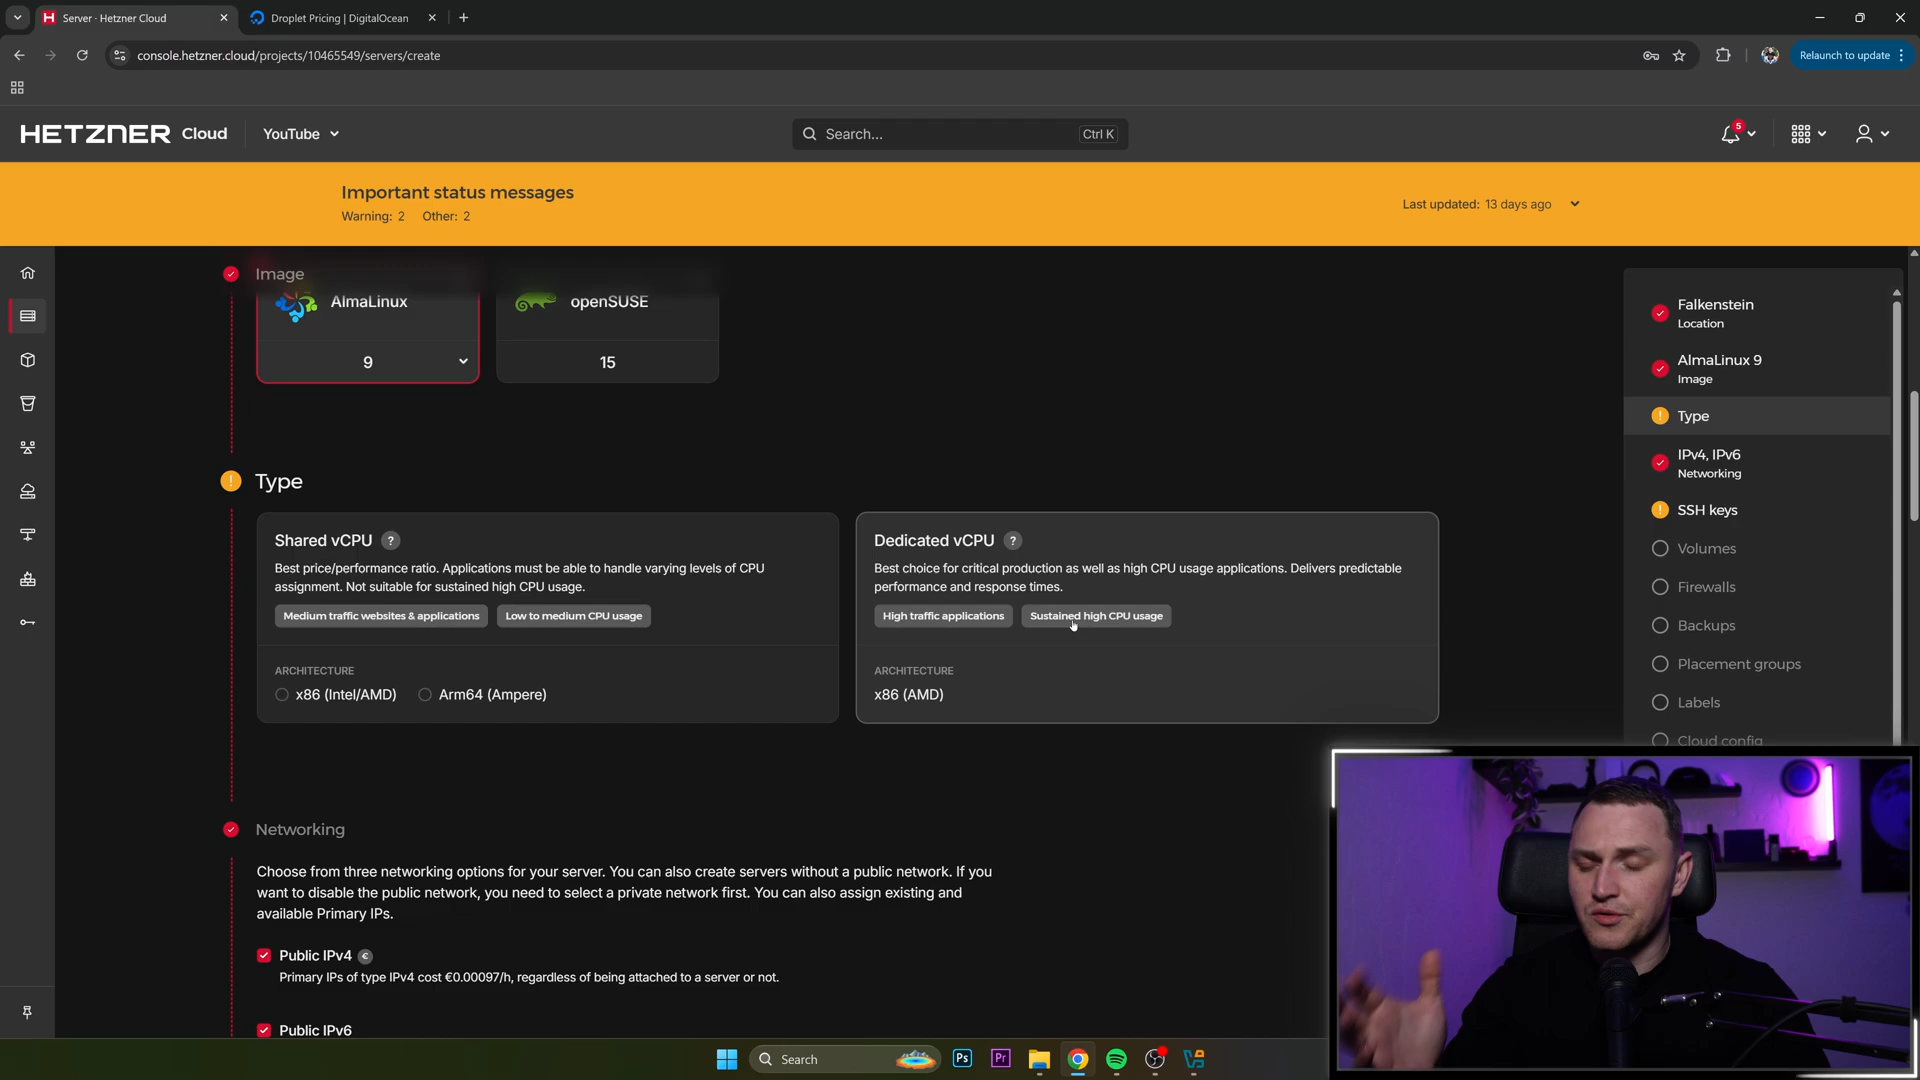 Server · Hetzner Cloud
Droplet Pricing | DigitalOcean
console.hetzner.cloud/projects/10465549/servers/create
Relaunch to update
HETZNER Cloud
YouTube
Search...
Ctrl K
5
Important status messages
Warning: 2 Other: 2
Last updated: 13 days ago
Image
AlmaLinux
openSUSE
9
15
Type
Shared vCPU ?
Best price/performance ratio. Applications must be able to handle varying levels of CPU
assignment. Not suitable for sustained high CPU usage.
Medium traffic websites & applications
Low to medium CPU usage
ARCHITECTURE
x86 (Intel/AMD)
Arm64 (Ampere)
Dedicated vCPU ?
Best choice for critical production as well as high CPU usage applications. Delivers predictable
performance and response times.
High traffic applications
Sustained high CPU usage
ARCHITECTURE
x86 (AMD)
Networking
Choose from three networking options for your server. You can also create servers without a public network. If you
want to disable the public network, you need to select a private network first. You can also assign existing and
available Primary IPs.
Public IPv4 €
Primary IPs of type IPv4 cost €0.00097/h, regardless of being attached to a server or not.
Public IPv6
Falkenstein
Location
AlmaLinux 9
Image
Type
IPv4, IPv6
Networking
SSH keys
Volumes
Firewalls
Backups
Placement groups
Labels
Cloud config
Search
Ps
Pr